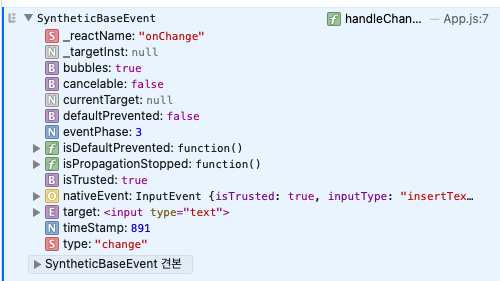 E ▼ SyntheticBaseEvent f handleChan… — App.js:7
S _reactName: "onChange"
N _targetInst: null
B bubbles: true
B cancelable: false
N currentTarget: null
B defaultPrevented: false
N eventPhase: 3
▶ f isDefaultPrevented: function()
▶ f isPropagationStopped: function()
B isTrusted: true
▶ O nativeEvent: InputEvent {isTrusted: true, inputType: "insertTex…
▶ E target: <input type="text">
N timeStamp: 891
S type: "change"
▶ SyntheticBaseEvent 견본